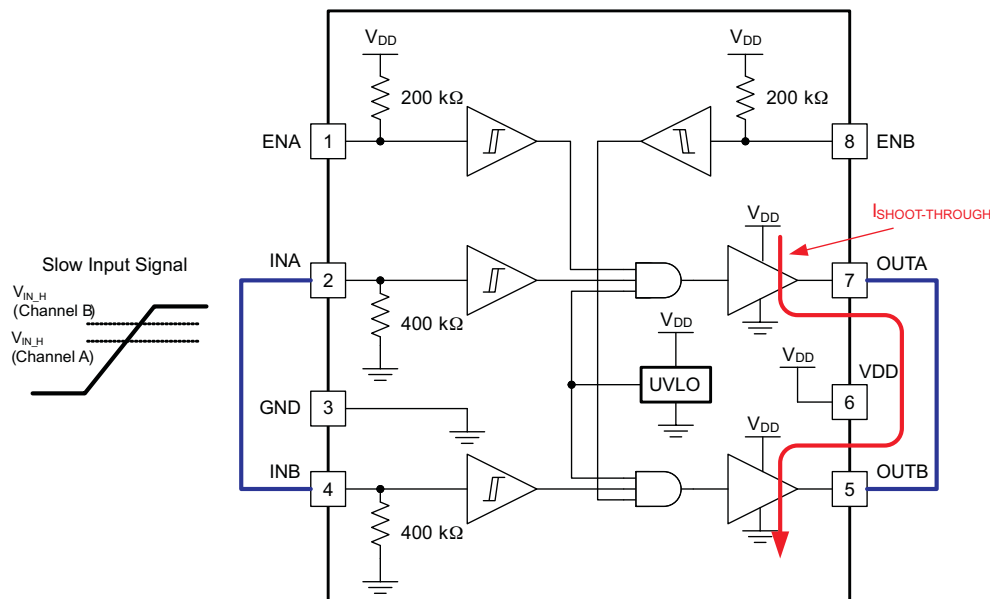 VDD
VDD
200 kΩ
200 kΩ
ENA
1
8
ENB
ISHOOT-THROUGH
VDD
Slow Input Signal
INA
2
7
OUTA
VIN_H
(Channel B)
VIN_H
(Channel A)
400 kΩ
VDD
VDD
UVLO
6
GND
3
VDD
INB
4
5
OUTB
400 kΩ